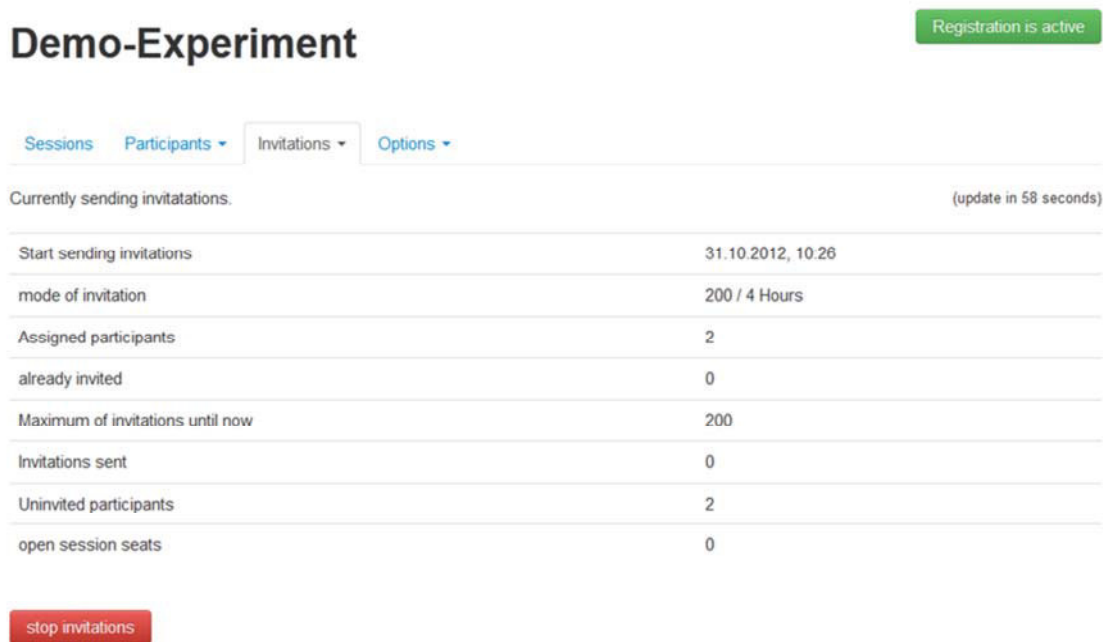 Demo-Experiment
Registration is active
Sessions Participants Invitations Options
Currently sending invitatations. (update in 58 seconds)
Start sending invitations 31.10.2012, 10:26
mode of invitation 200 / 4 Hours
Assigned participants 2
already invited 0
Maximum of invitations until now 200
Invitations sent 0
Uninvited participants 2
open session seats 0
stop invitations